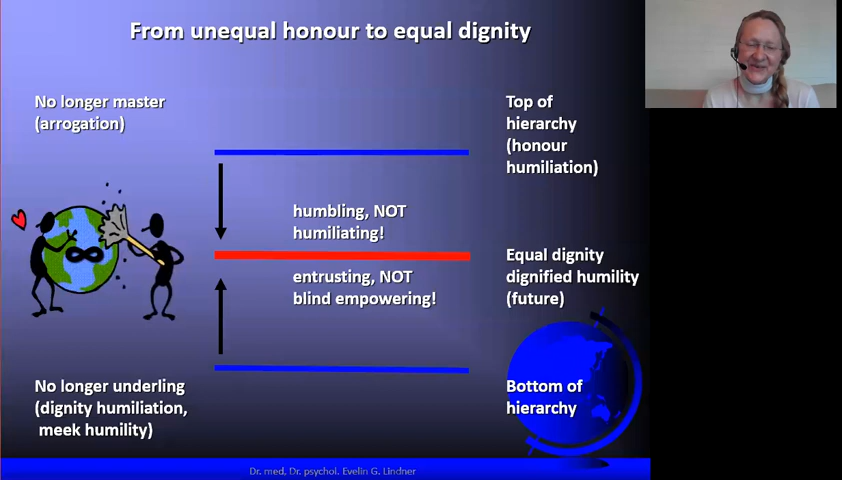 From unequal honour to equal dignity
No longer master
(arrogation)
Top of
hierarchy
(honour
humiliation)
humbling, NOT
humiliating!
Equal dignity
dignified humility
(future)
entrusting, NOT
blind empowering!
No longer underling
(dignity humiliation,
meek humility)
Bottom of
hierarchy
Dr. med. Dr. psychol. Evelin G. Lindner